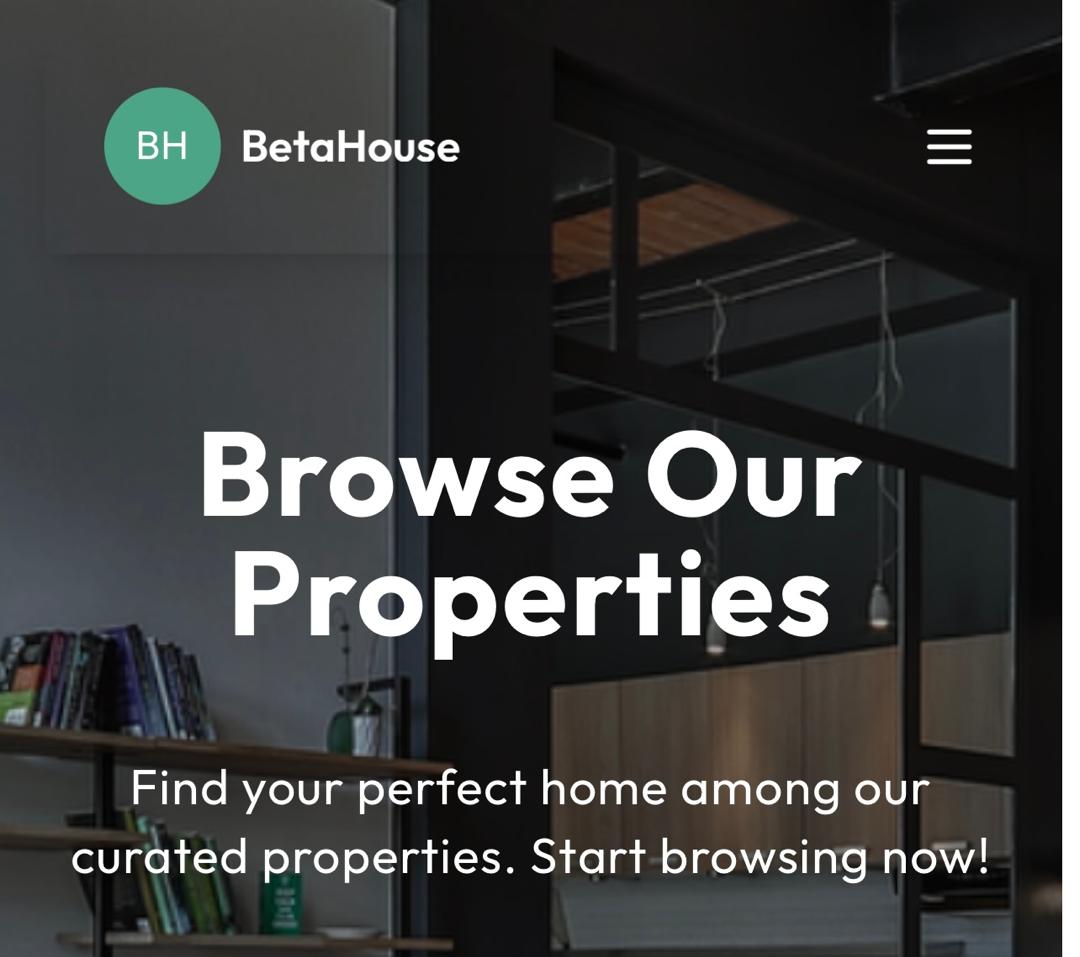 BH
BetaHouse
Browse Our
Properties
Find your perfect home among our
curated properties. Start browsing now!